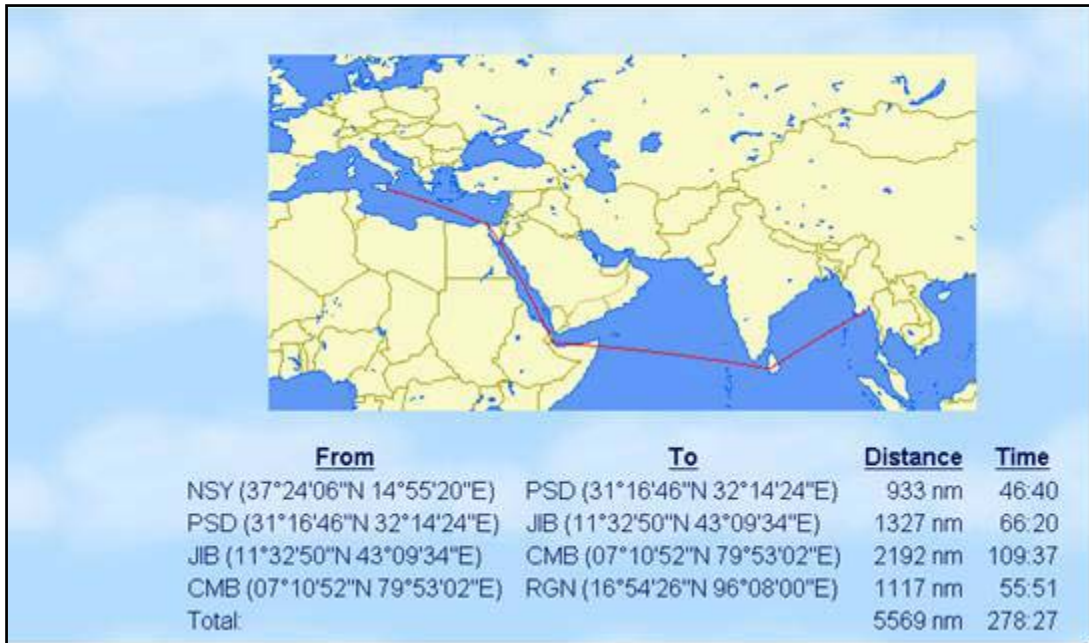 From To Distance Time
NSY (37°24'06"N 14°55'20"E) PSD (31°16'46"N 32°14'24"E) 933 nm 46:40
PSD (31°16'46"N 32°14'24"E) JIB (11°32'50"N 43°09'34"E) 1327 nm 66:20
JIB (11°32'50"N 43°09'34"E) CMB (07°10'52"N 79°53'02"E) 2192 nm 109.37
CMB (07°10'52"N 79°53'02"E) RGN (16°54'26"N 96°08'00"E) 1117 nm 55:51
Total: 5569 nm 278:27